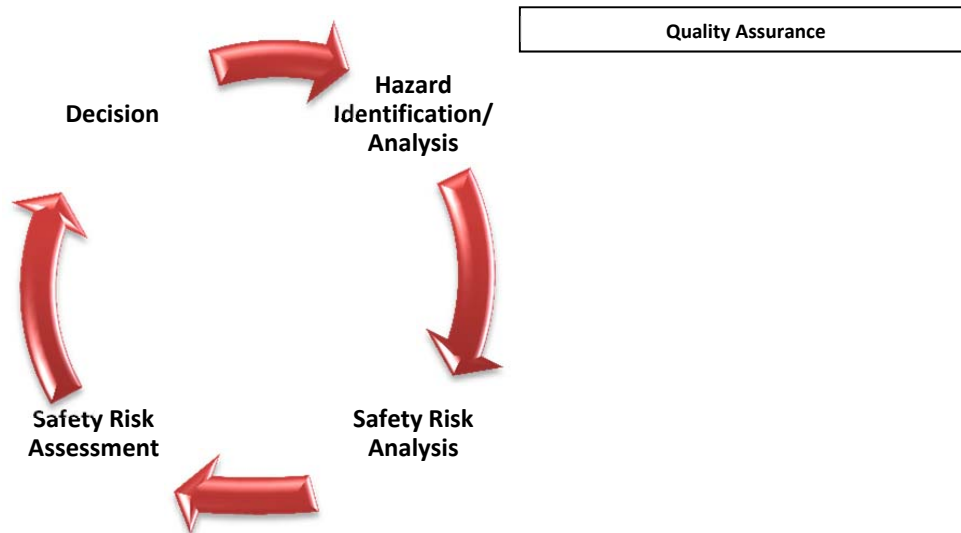 Quality Assurance
Decision
Hazard
Identification/
Analysis
Safety Risk
Assessment
Safety Risk
Analysis